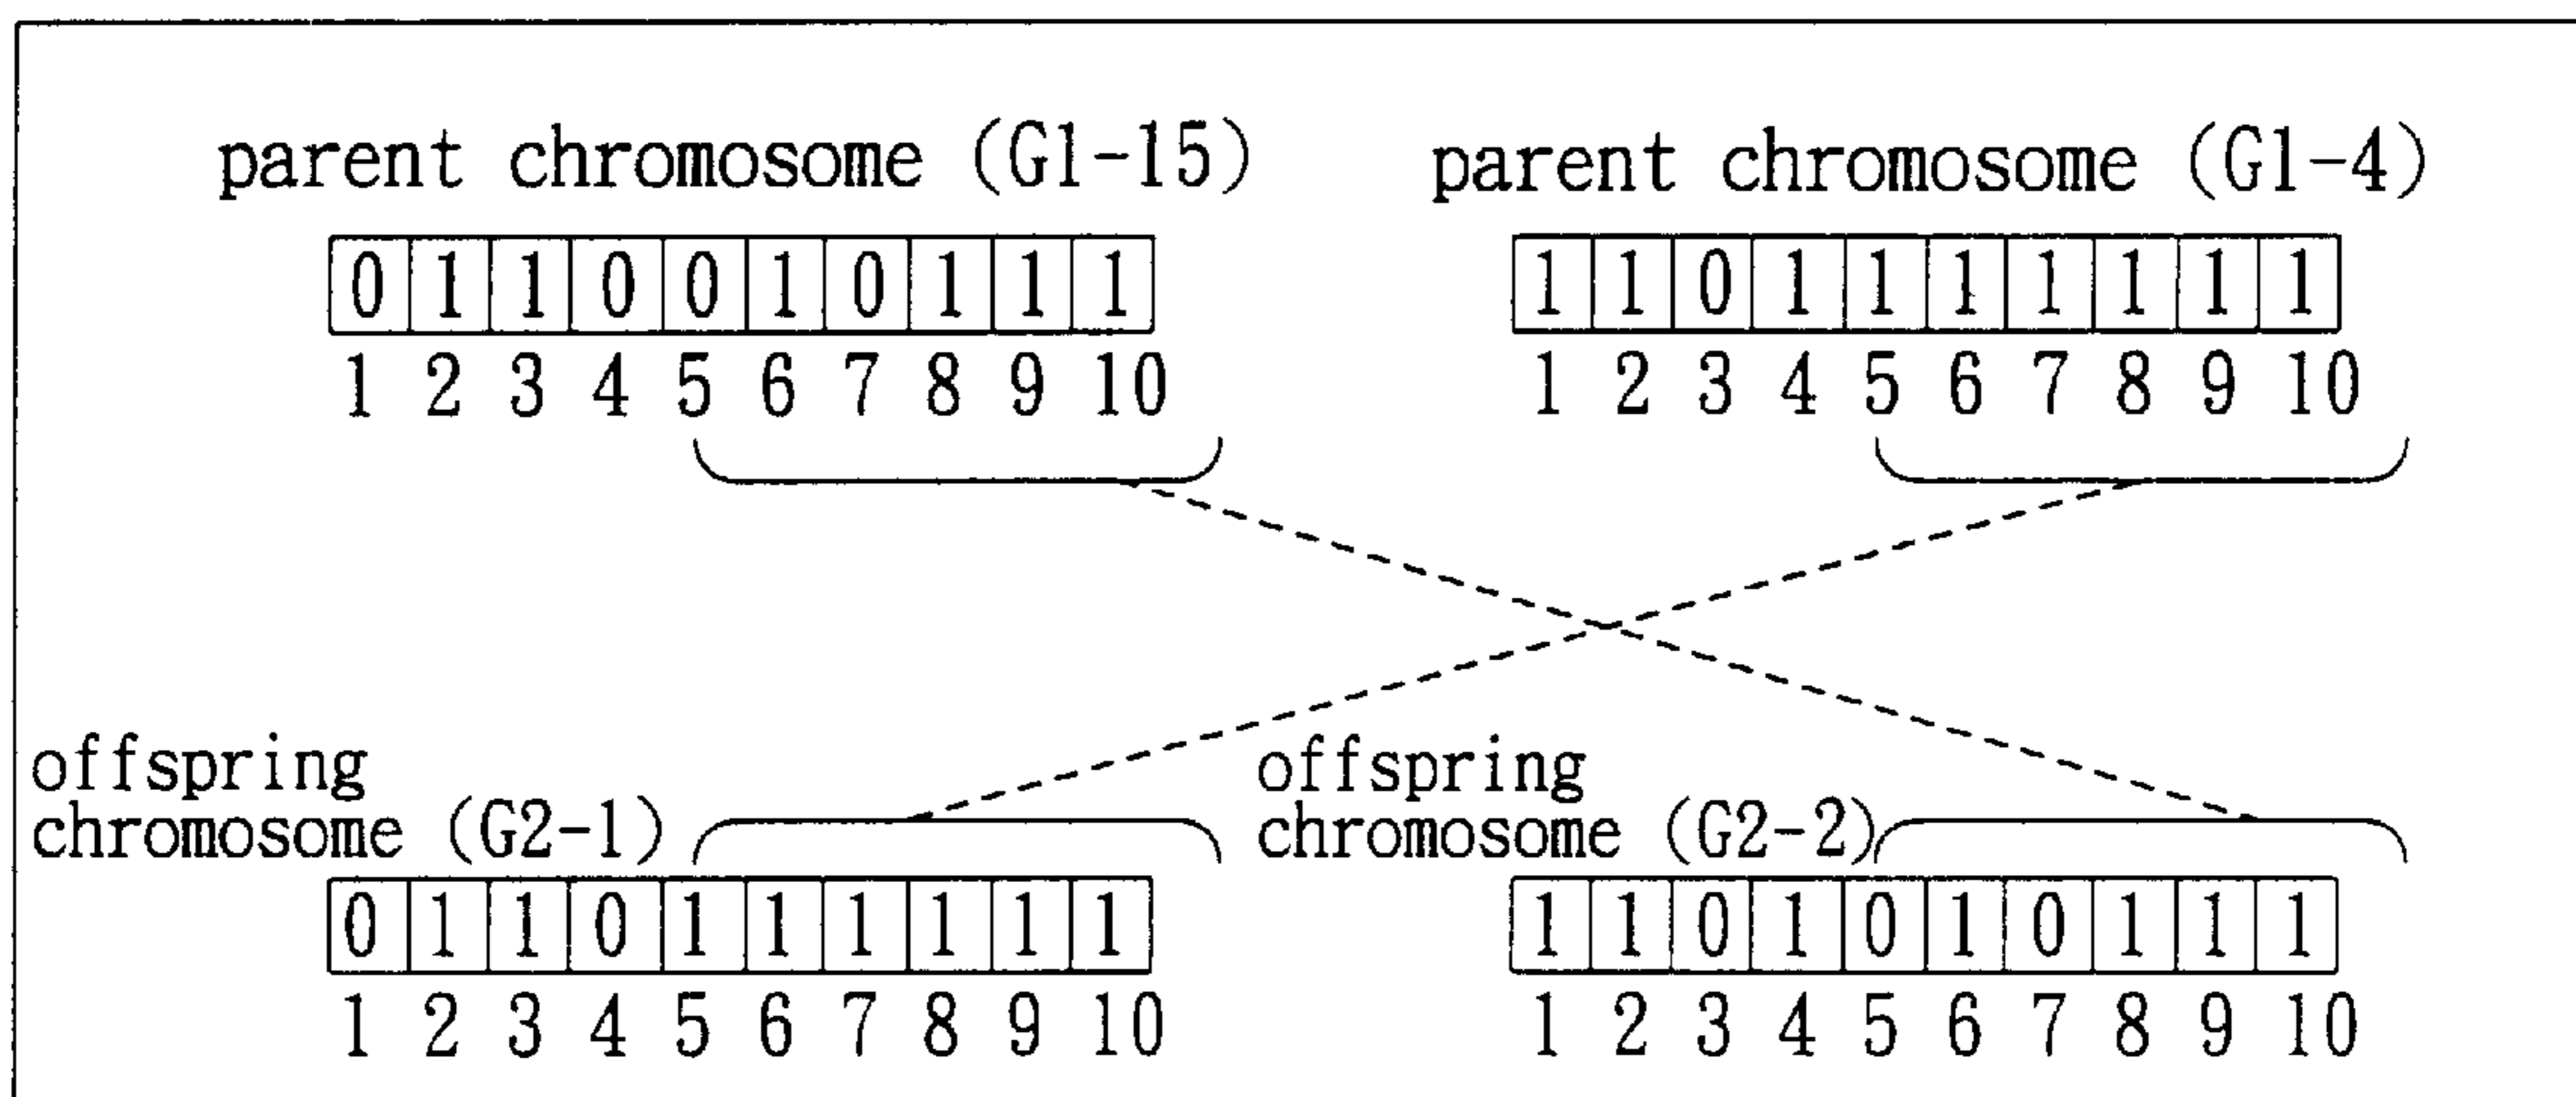 parent chromosome (G1-15) parent chromosome (G1-4)
0 1 1 0 0 1 0 1 1 1 1 1 0 1 1 1 1 1 1 1
1 2 3 4 5 6 7 8 9 10 1 2 3 4 5 6 7 8 9 10
offspring offspring
chromosome (G2-1) chromosome (G2-2)
0 1 1 0 1 1 1 1 1 1 1 1 0 1 0 1 0 1 1 1
1 2 3 4 5 6 7 8 9 10 1 2 3 4 5 6 7 8 9 10